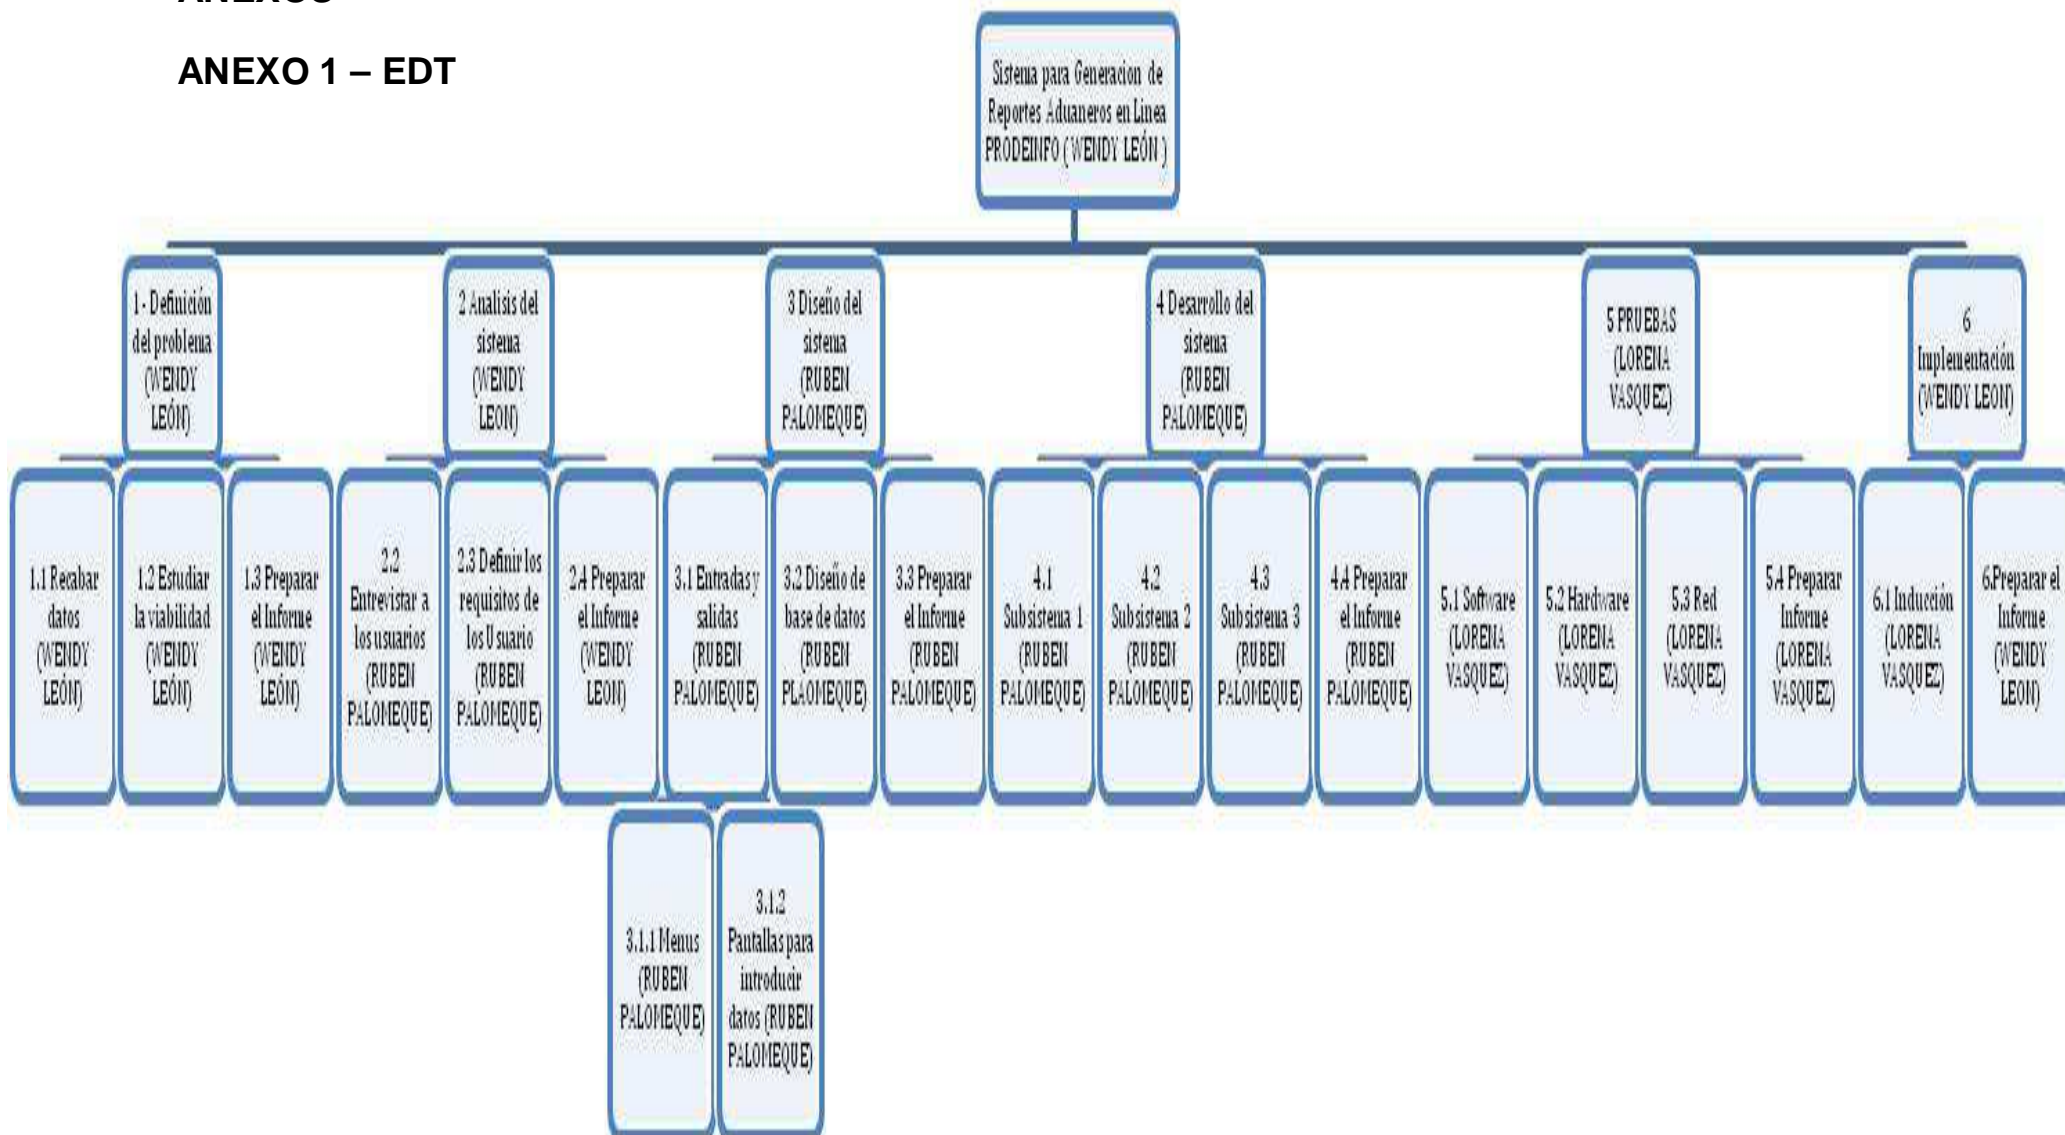 ANEXOS
ANEXO 1 – EDT
Sistema para Generacion de
Reportes Aduaneros en Linea
PRODEINFO ( WENDY LEÓN )
1 - Definición
del problema
(WENDY
LEÓN)
2 Analisis del
sistema
(WENDY
LEON)
3 Diseño del
sistema
(RUBEN
PALOMEQUE)
4 Desarrollo del
sistema
(RUBEN
PALOMEQUE)
5 PRUEBAS
(LORENA
VASQUEZ)
6
Implementación
(WENDY LEON)
1.1 Recabar
datos
(WENDY
LEÓN)
1.2 Estudiar
la viabilidad
(WENDY
LEÓN)
1.3 Preparar
el Informe
(WENDY
LEÓN)
2.2
Entrevistar a
los usuarios
(RUBEN
PALOMEQUE)
2.3 Definir los
requisitos de
los Usuario
(RUBEN
PALOMEQUE)
2.4 Preparar
el Informe
(WENDY
LEON)
3.1 Entradas y
salidas
(RUBEN
PALOMEQUE)
3.2 Diseño de
base de datos
(RUBEN
PLAOMEQUE)
3.3 Preparar
el Informe
(RUBEN
PALOMEQUE)
4.1
Subsistema 1
(RUBEN
PALOMEQUE)
4.2
Subsistema 2
(RUBEN
PALOMEQUE)
4.3
Subsistema 3
(RUBEN
PALOMEQUE)
4.4 Preparar
el Informe
(RUBEN
PALOMEQUE)
5.1 Software
(LORENA
VASQUEZ)
5.2 Hardware
(LORENA
VASQUEZ)
5.3 Red
(LORENA
VASQUEZ)
5.4 Preparar
Informe
(LORENA
VASQUEZ)
6.1 Inducción
(LORENA
VASQUEZ)
6.Preparar el
Informe
(WENDY
LEON)
3.1.1 Menus
(RUBEN
PALOMEQUE)
3.1.2
Pantallas para
introducir
datos (RUBEN
PALOMEQUE)